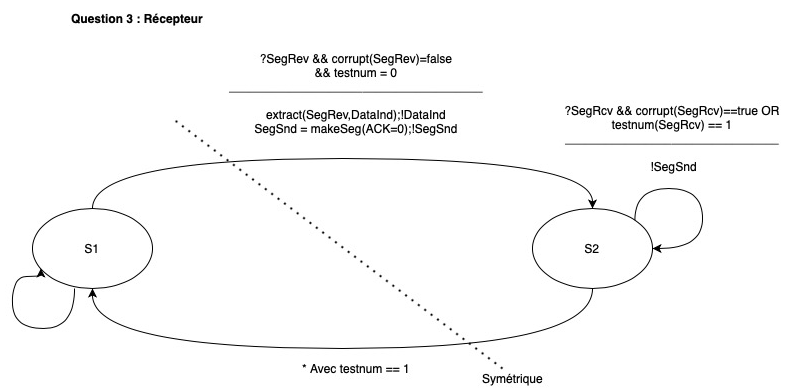 Question 3 : Récepteur
?SegRev && corrupt(SegRev)=false
&& testnum = 0
extract(SegRev,DataInd);!DataInd
SegSnd = makeSeg(ACK=0);!SegSnd
?SegRcv && corrupt(SegRcv)==true OR
testnum(SegRcv) == 1
!SegSnd
S1
S2
* Avec testnum == 1
Symétrique